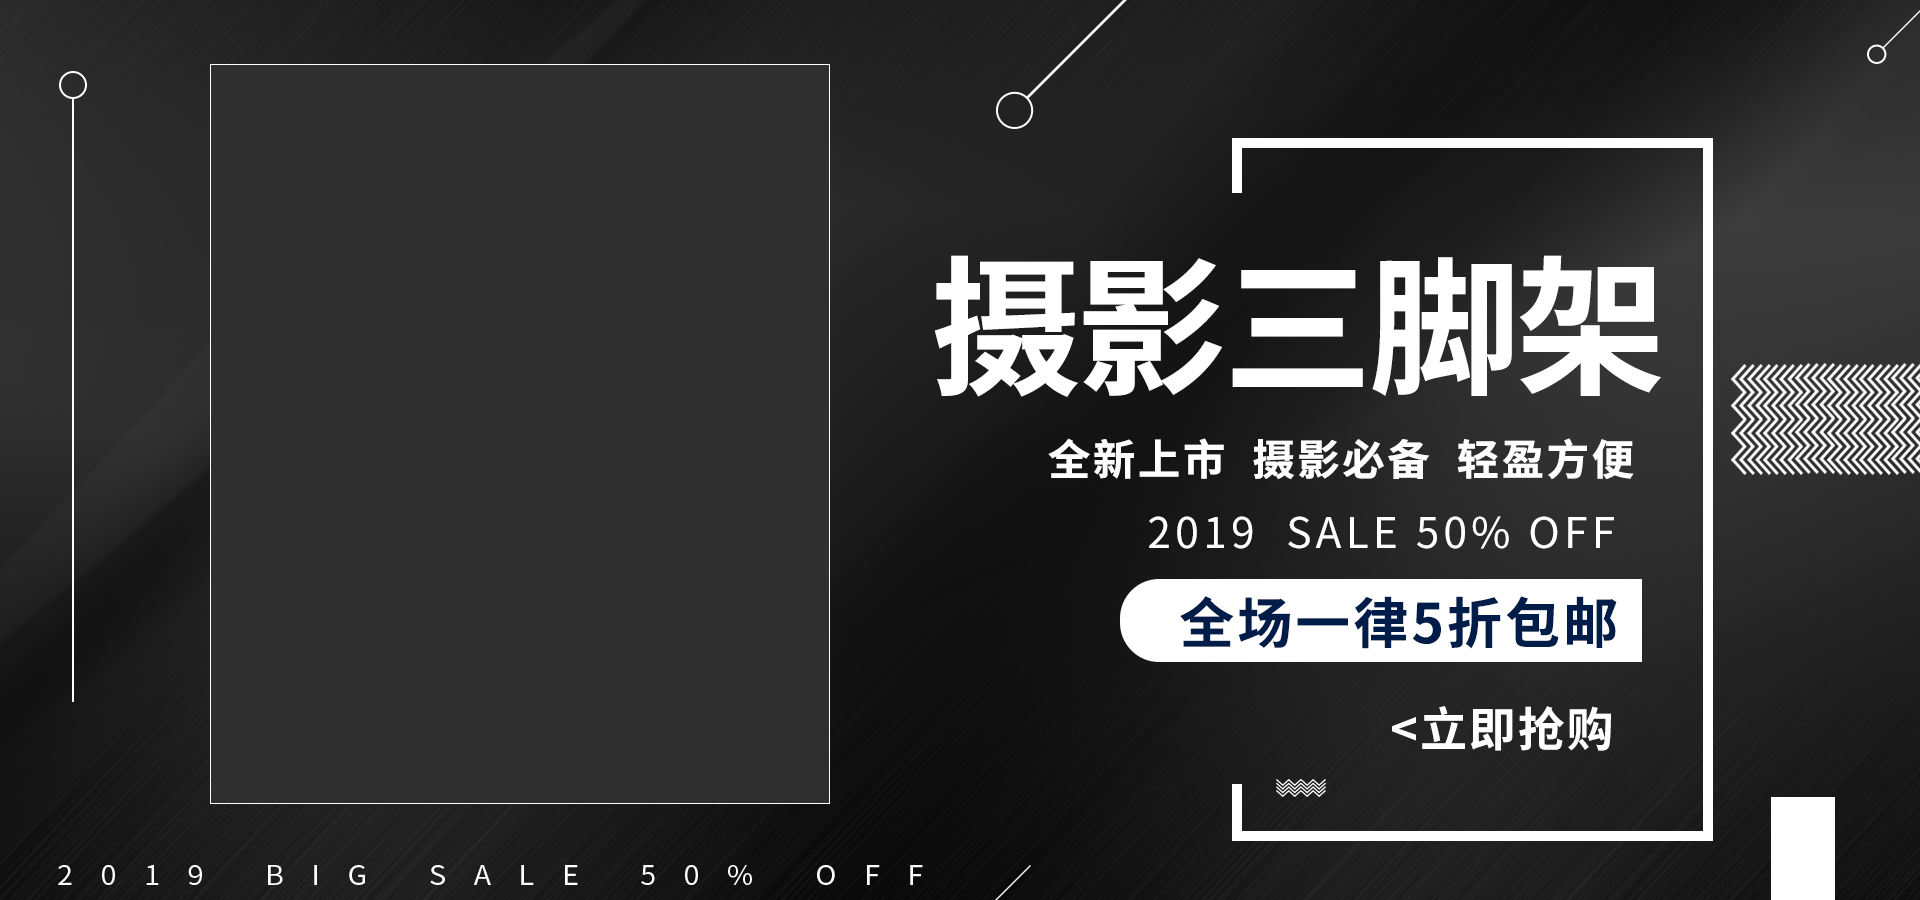 摄影三脚架
全新上市 摄影必备 轻盈方便
2019 SALE 50% OFF
全场一律5折包邮
<立即抢购
2019 BIG SALE 50% OFF